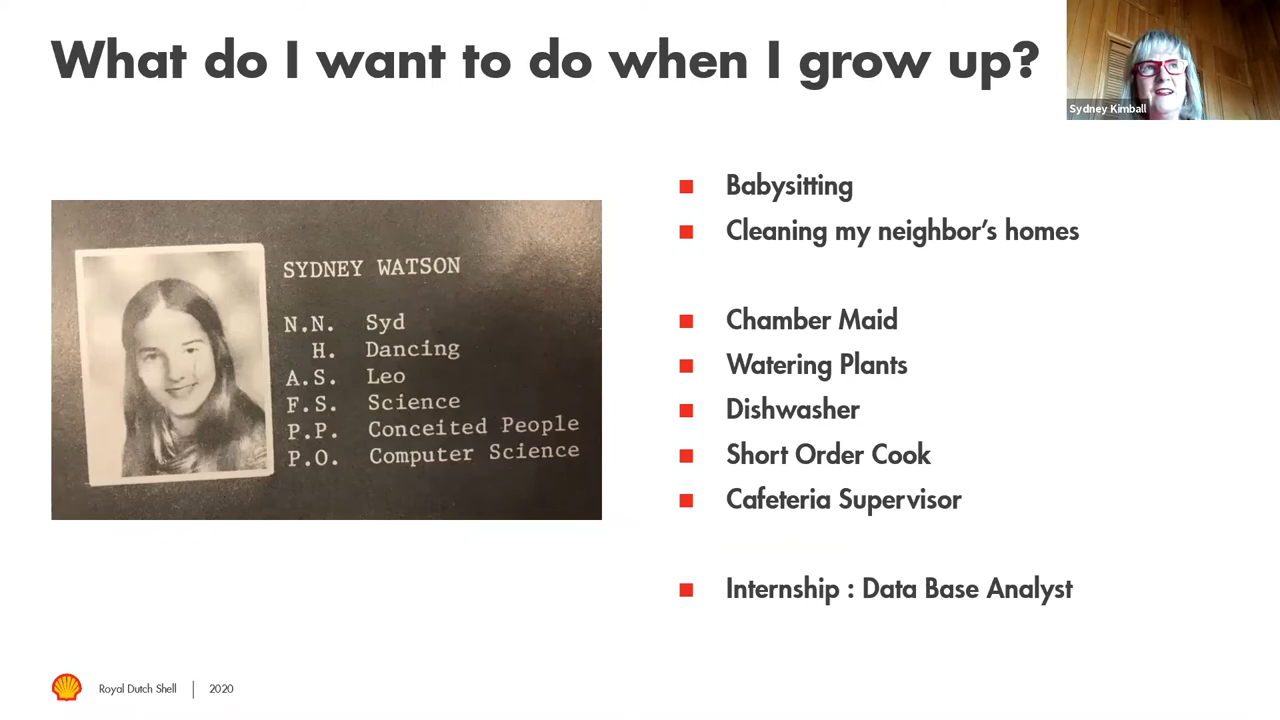 What do I want to do when I grow up?
Sydney Kimball
SYDNEY WATSON
N.N. Syd
H. Dancing
A.S. Leo
F.S. Science
P.P. Conceited People
P.O. Computer Science
■ Babysitting
■ Cleaning my neighbor's homes
■ Chamber Maid
■ Watering Plants
■ Dishwasher
■ Short Order Cook
■ Cafeteria Supervisor
■ Internship : Data Base Analyst
Royal Dutch Shell | 2020